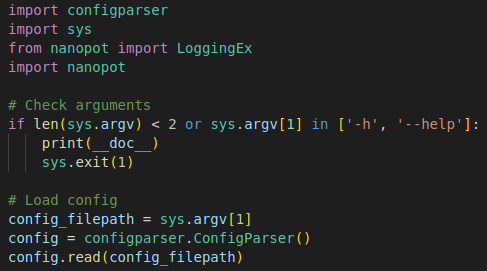 import configparser
import sys
from nanopot import LoggingEx
import nanopot

# Check arguments
if len(sys.argv) < 2 or sys.argv[1] in ['-h', '--help']:
    print(__doc__)
    sys.exit(1)

# Load config
config_filepath = sys.argv[1]
config = configparser.ConfigParser()
config.read(config_filepath)